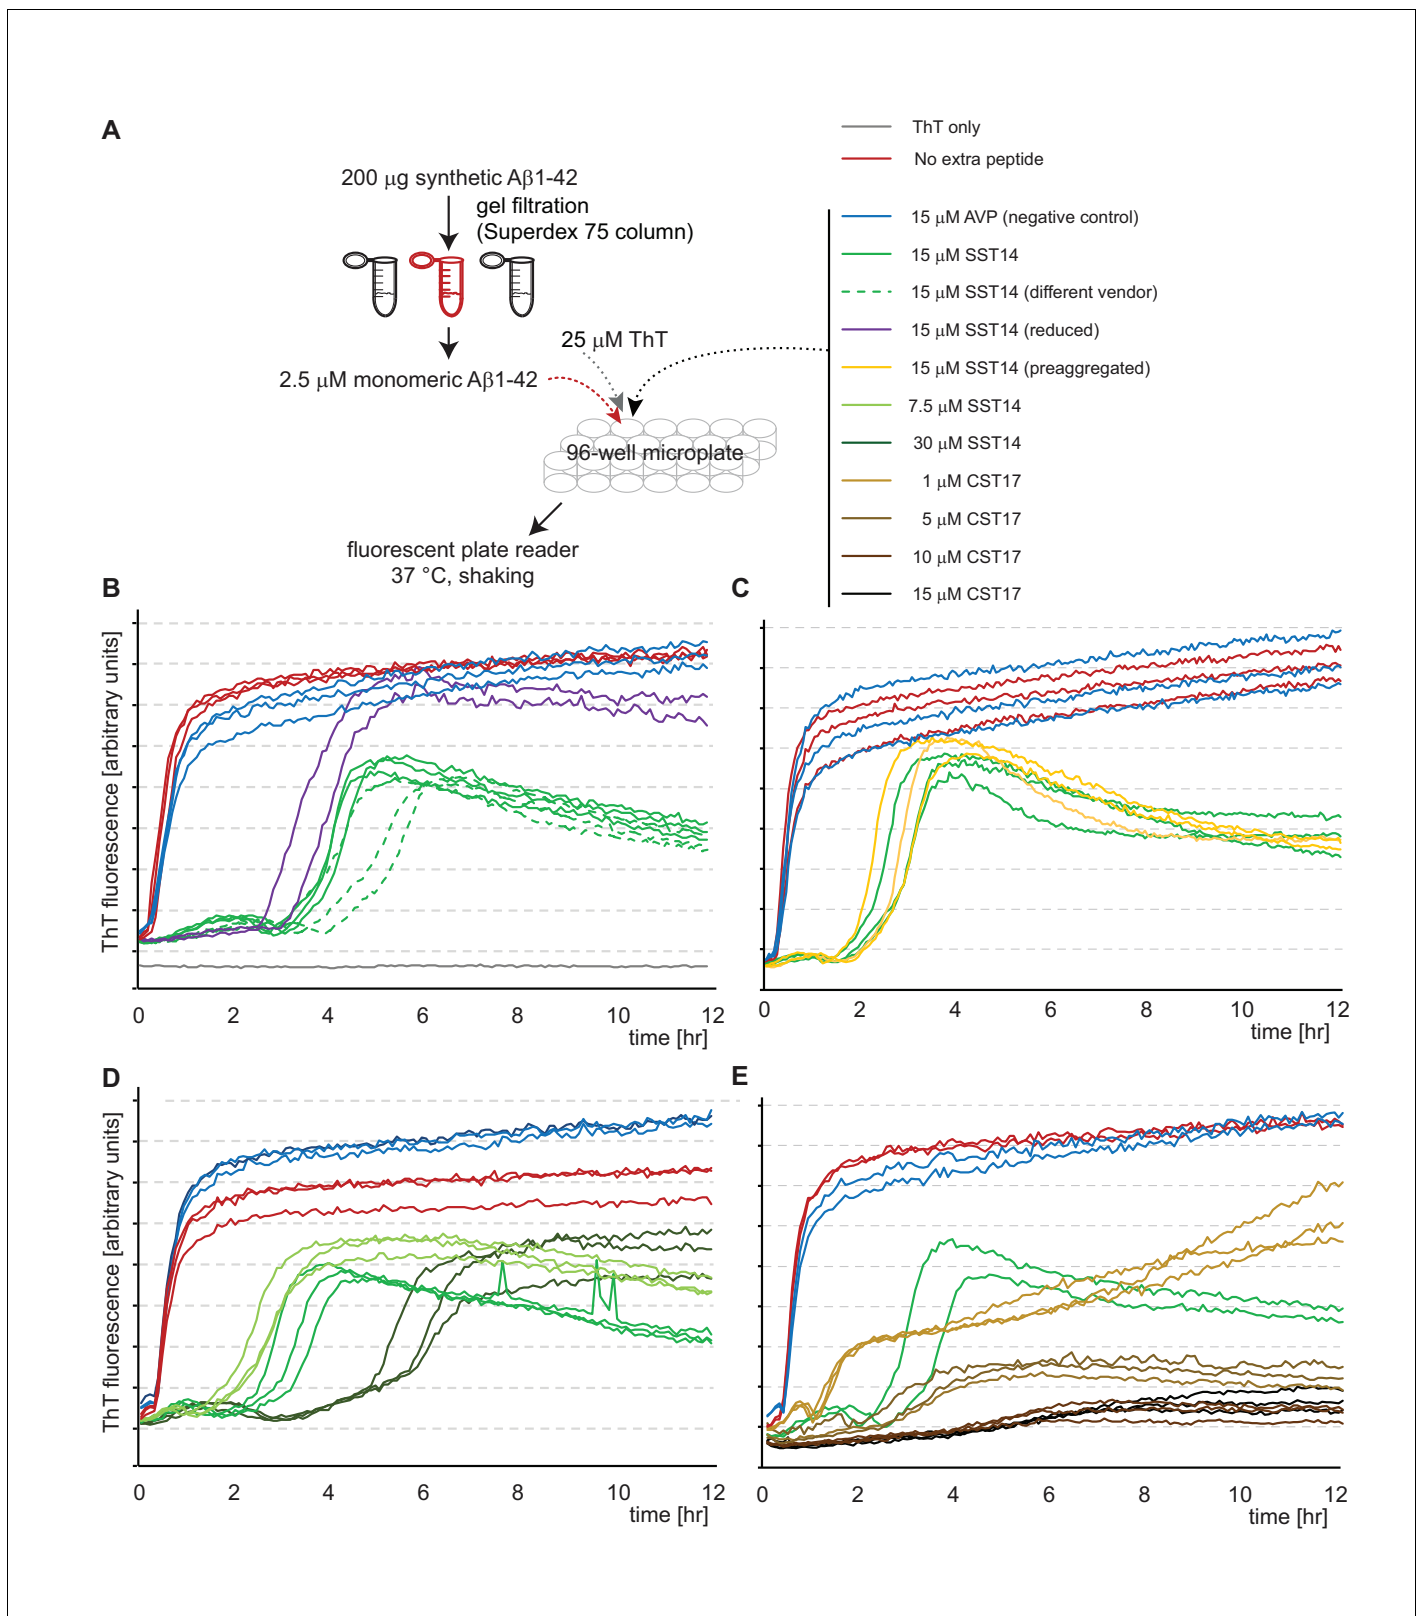 A
200 μg synthetic Aβ1-42
gel filtration
(Superdex 75 column)
25 μM ThT
2.5 μM monomeric Aβ1-42
96-well microplate
fluorescent plate reader
37 °C, shaking
ThT only
No extra peptide
15 μM AVP (negative control)
15 μM SST14
15 μM SST14 (different vendor)
15 μM SST14 (reduced)
15 μM SST14 (preaggregated)
7.5 μM SST14
30 μM SST14
1 μM CST17
5 μM CST17
10 μM CST17
15 μM CST17
B
ThT fluorescence [arbitrary units]
0 2 4 6 8 10 12
time [hr]
C
0 2 4 6 8 10 12
time [hr]
D
ThT fluorescence [arbitrary units]
0 2 4 6 8 10 12
time [hr]
E
0 2 4 6 8 10 12
time [hr]